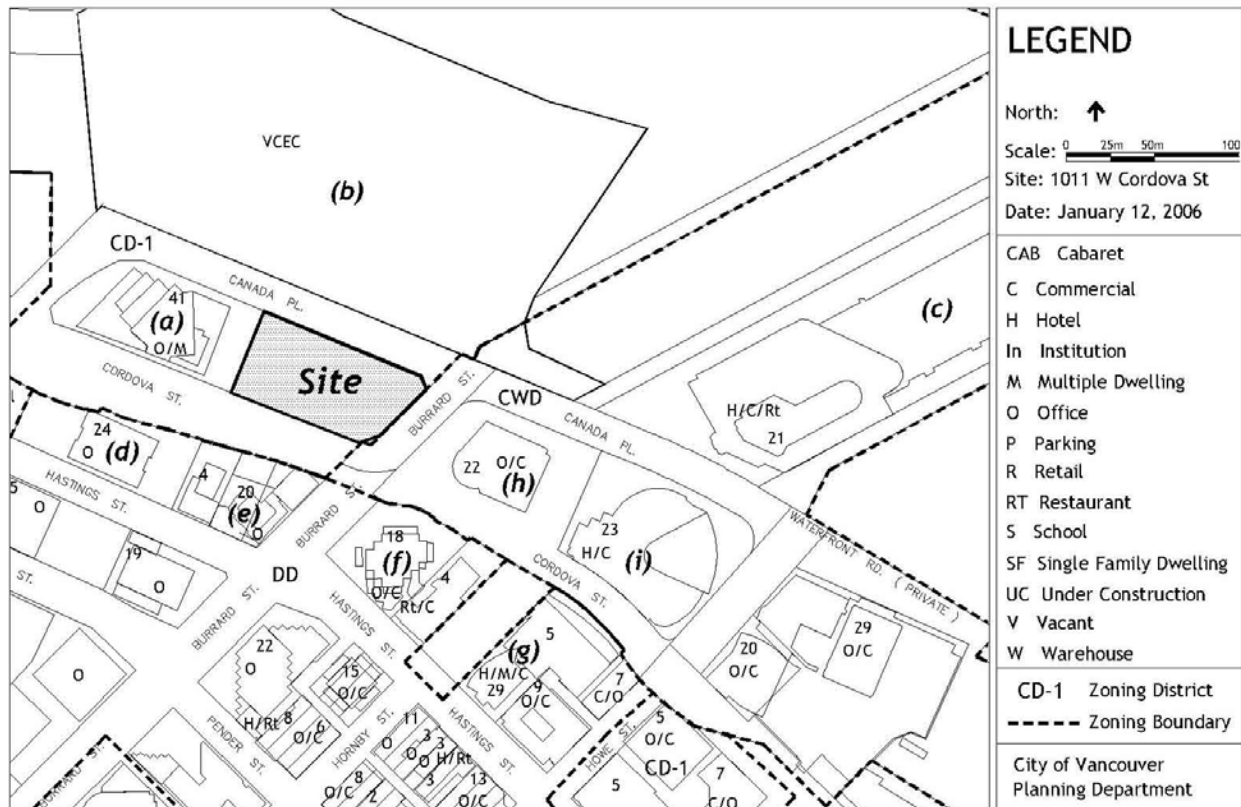 VCEC
(b)
CD-1
CANADA PL.
41
(a)
O/M
Site
(c)
CORDOVA ST.
BURRARD ST.
CWD
CANADA PL.
H/C/Rt
21
24
O
(d)
4
20
(e)
O
22
O/C
(h)
HASTINGS ST.
BURRARD ST.
O
19
O
18
(f)
O/C
4
Rt/C
23
H/C
(i)
CORDOVA ST.
WATERFRONT RD. ( PRIVATE )
DD
HASTINGS ST.
ST.
BURRARD ST.
5
(g)
H/M/C
29
9
O/C
7
C/O
20
O/C
29
O/C
22
O
15
O/C
O
H/Rt
8
O/C
6
PENDER ST.
HORNBY ST.
11
O
3
O
3
H/Rt
3
13
O/C
HASTINGS ST.
HOWE ST.
5
O/C
CD-1
5
7
C/O
8
O/C
2
BURRARD ST.
LEGEND
North:
Scale: 0 25m 50m 100
Site: 1011 W Cordova St
Date: January 12, 2006
CAB Cabaret
C Commercial
H Hotel
In Institution
M Multiple Dwelling
O Office
P Parking
R Retail
RT Restaurant
S School
SF Single Family Dwelling
UC Under Construction
V Vacant
W Warehouse
CD-1 Zoning District
Zoning Boundary
City of Vancouver
Planning Department